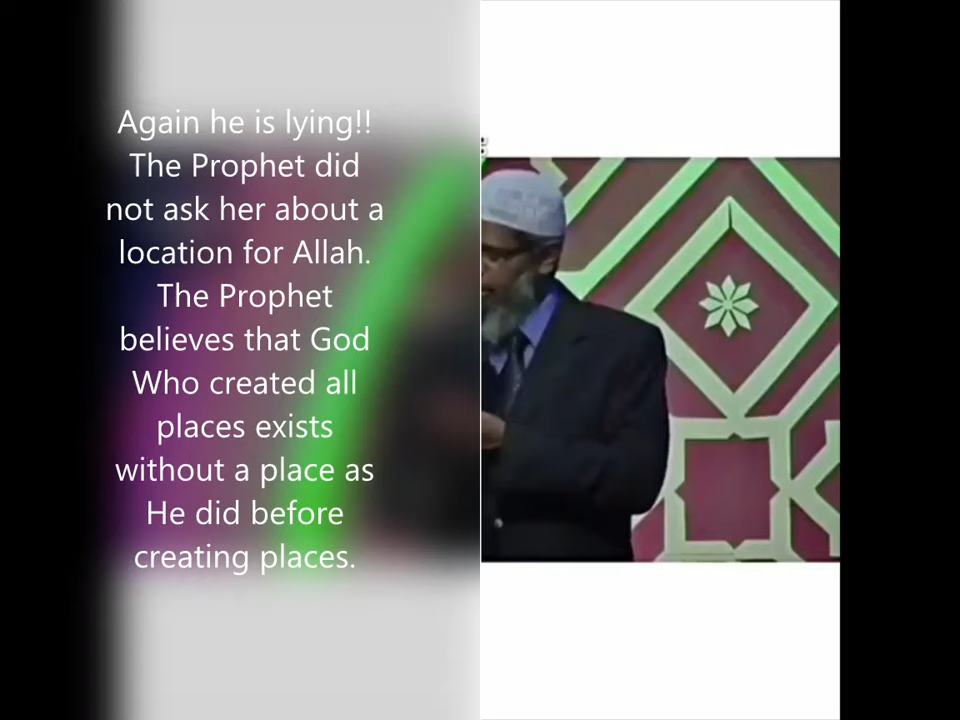 Again he is lying!!
The Prophet did
not ask her about a
location for Allah.
The Prophet
believes that God
Who created all
places exists
without a place as
He did before
creating places.